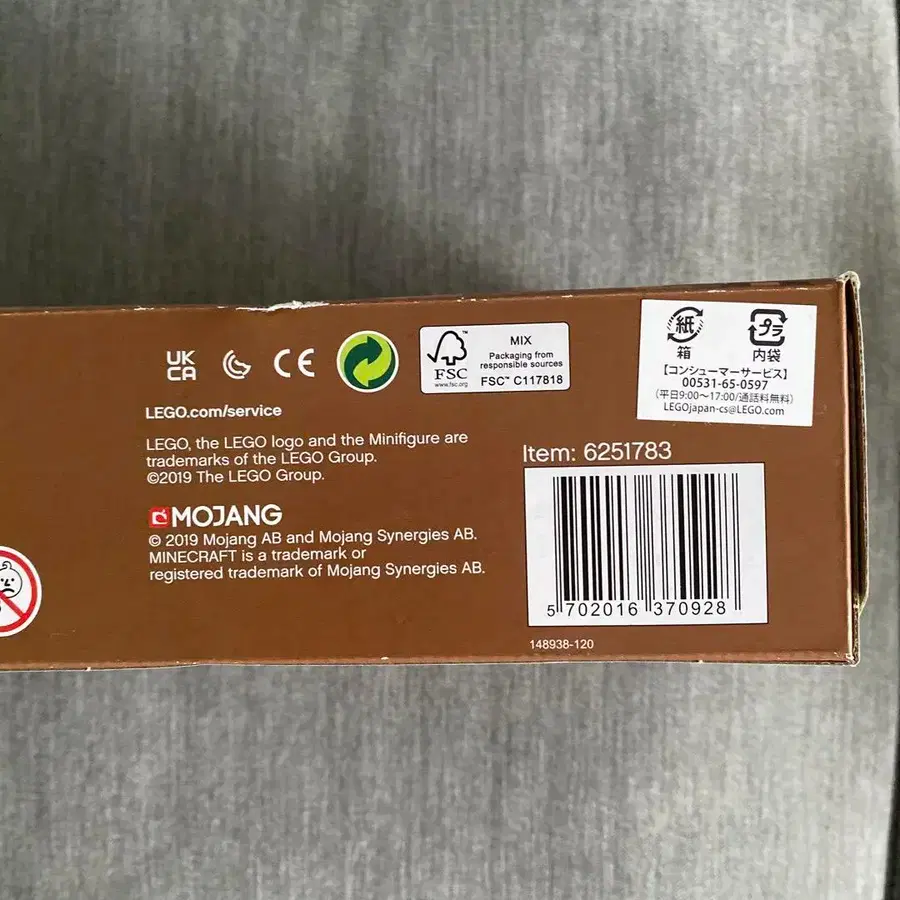 UK
CA
CE
FSC
www.fsc.org
MIX
Packaging from
responsible sources
FSC™ C117818
紙
箱
プラ
内袋
【コンシューマーサービス】
00531-65-0597
(平日9:00~17:00/通話料無料)
LEGOjapan-cs@LEGO.com
LEGO.com/service
LEGO, the LEGO logo and the Minifigure are
trademarks of the LEGO Group.
©2019 The LEGO Group.
MOJANG
© 2019 Mojang AB and Mojang Synergies AB.
MINECRAFT is a trademark or
registered trademark of Mojang Synergies AB.
Item: 6251783
5 702016 370928
148938-120